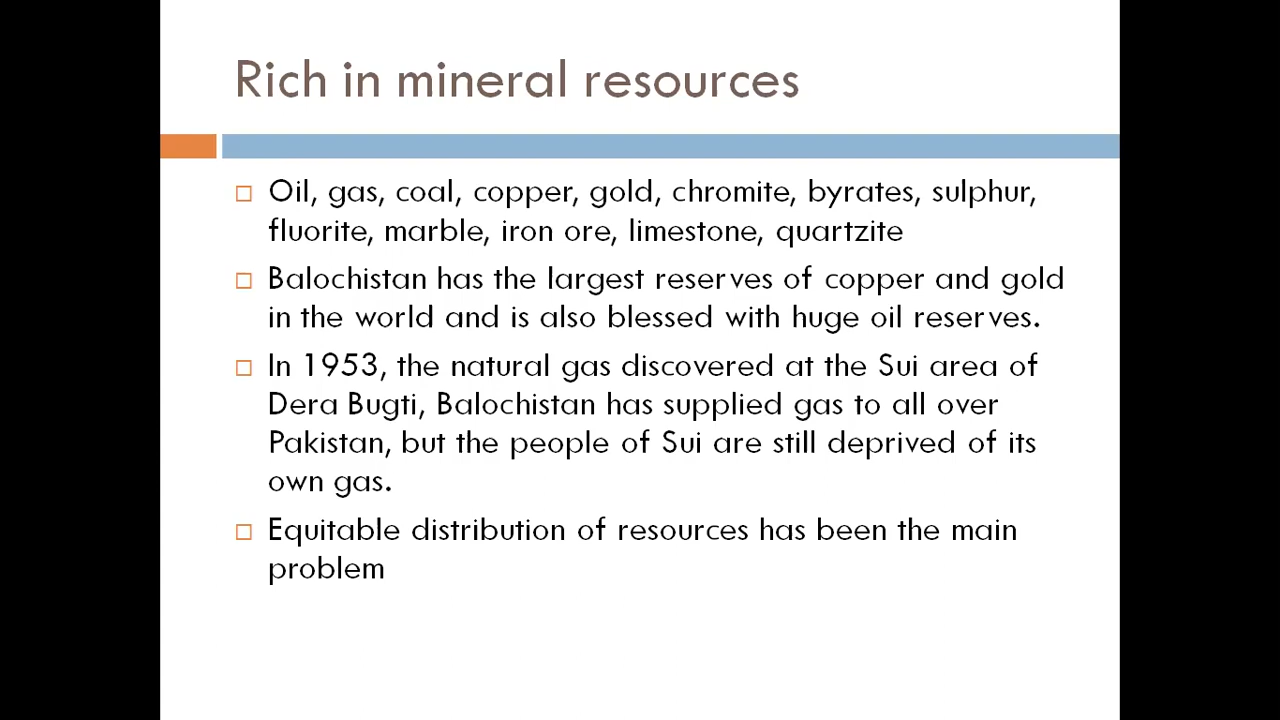 Rich in mineral resources
Oil, gas, coal, copper, gold, chromite, byrates, sulphur,
fluorite, marble, iron ore, limestone, quartzite
Balochistan has the largest reserves of copper and gold
in the world and is also blessed with huge oil reserves.
In 1953, the natural gas discovered at the Sui area of
Dera Bugti, Balochistan has supplied gas to all over
Pakistan, but the people of Sui are still deprived of its
own gas.
Equitable distribution of resources has been the main
problem